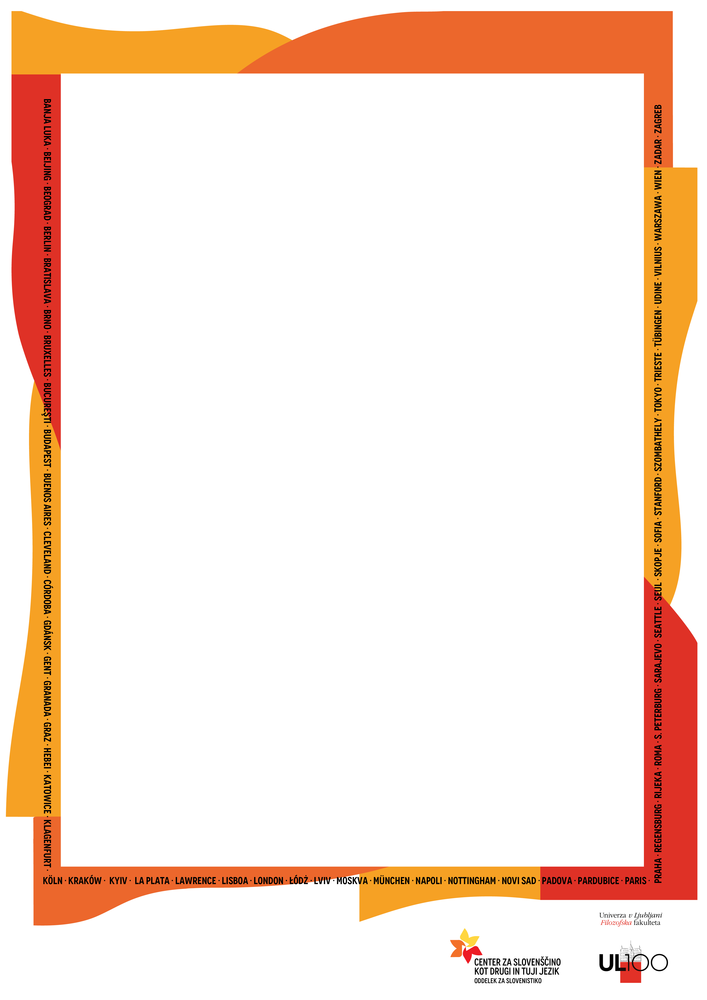 BANJA LUKA · BEIJING · BEOGRAD · BERLIN · BRATISLAVA · BRNO · BRUXELLES · BUCUREŞTI · BUDAPEST · BUENOS AIRES · CLEVELAND · CÓRDOBA · GDÁNSK · GENT · GRANADA · GRAZ · HEBEI · KATOWICE · KLAGENFURT ·
KÖLN · KRAKÓW · KYIV · LA PLATA · LAWRENCE · LISBOA · LONDON · ŁÓDŻ · LVIV · MOSKVA · MÜNCHEN · NAPOLI · NOTTINGHAM · NOVI SAD · PADOVA · PARDUBICE · PARIS ·
PRAHA · REGENSBURG · RIJEKA · ROMA · S. PETERBURG · SARAJEVO · SEATTLE · SEUL · SKOPJE · SOFIA · STANFORD · SZOMBATHELY · TOKYO · TRIESTE · TÜBINGEN · UDINE · VILNIUS · WARSZAWA · WIEN · ZADAR · ZAGREB
Univerza v Ljubljani
Filozofska fakulteta
CENTER ZA SLOVENŠČINO
KOT DRUGI IN TUJI JEZIK
ODDELEK ZA SLOVENISTIKO
UL100